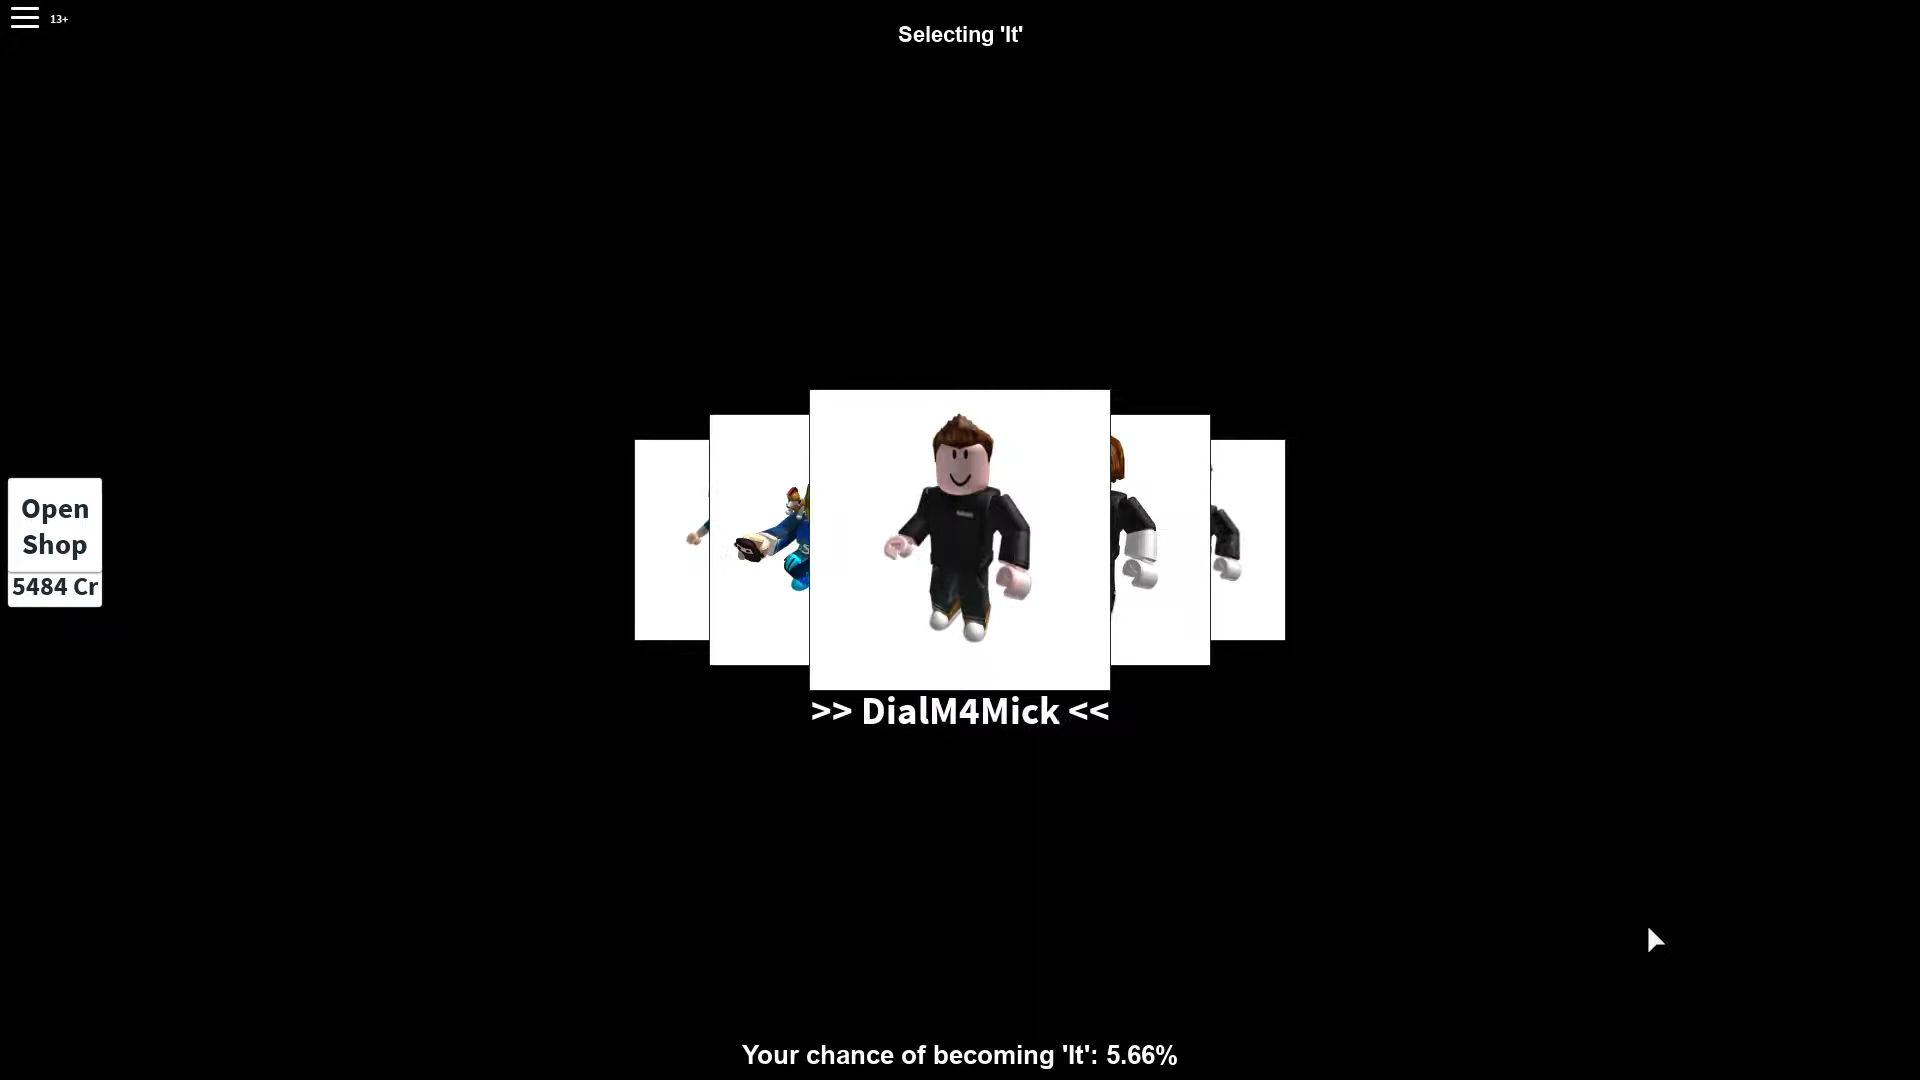 13+
Selecting 'It'
Open
Shop
5484 Cr
>> DialM4Mick <<
Your chance of becoming 'It': 5.66%